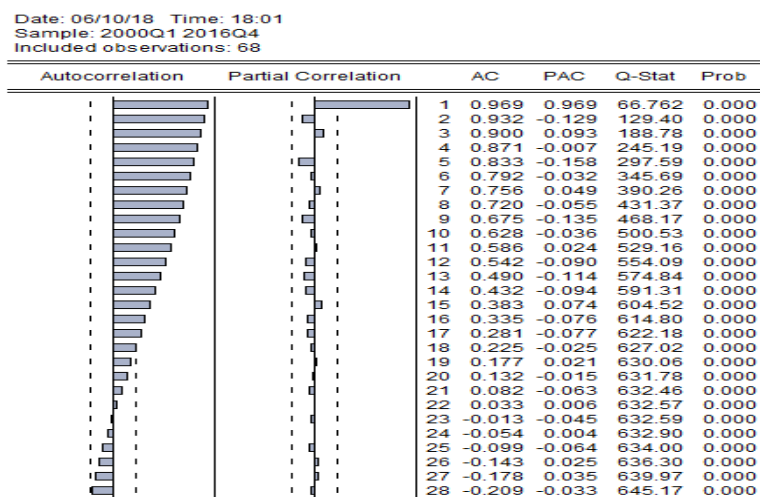 Date: 06/10/18 Time: 18:01
Sample: 2000Q1 2016Q4
Included observations: 68
Autocorrelation Partial Correlation AC PAC Q-Stat Prob
1 0.969 0.969 66.762 0.000
2 0.932 -0.129 129.40 0.000
3 0.900 0.093 188.78 0.000
4 0.871 -0.007 245.19 0.000
5 0.833 -0.158 297.59 0.000
6 0.792 -0.032 345.69 0.000
7 0.756 0.049 390.26 0.000
8 0.720 -0.055 431.37 0.000
9 0.675 -0.135 468.17 0.000
10 0.628 -0.036 500.53 0.000
11 0.586 0.024 529.16 0.000
12 0.542 -0.090 554.09 0.000
13 0.490 -0.114 574.84 0.000
14 0.432 -0.094 591.31 0.000
15 0.383 0.074 604.52 0.000
16 0.335 -0.076 614.80 0.000
17 0.281 -0.077 622.18 0.000
18 0.225 -0.025 627.02 0.000
19 0.177 0.021 630.06 0.000
20 0.132 -0.015 631.78 0.000
21 0.082 -0.063 632.46 0.000
22 0.033 0.006 632.57 0.000
23 -0.013 -0.045 632.59 0.000
24 -0.054 0.004 632.90 0.000
25 -0.099 -0.064 634.00 0.000
26 -0.143 0.025 636.30 0.000
27 -0.178 0.035 639.97 0.000
28 -0.209 -0.033 645.17 0.000